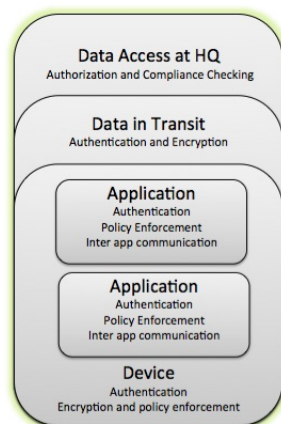 Data Access at HQ
Authorization and Compliance Checking
Data in Transit
Authentication and Encryption
Application
Authentication
Policy Enforcement
Inter app communication
Application
Authentication
Policy Enforcement
Inter app communication
Device
Authentication
Encryption and policy enforcement